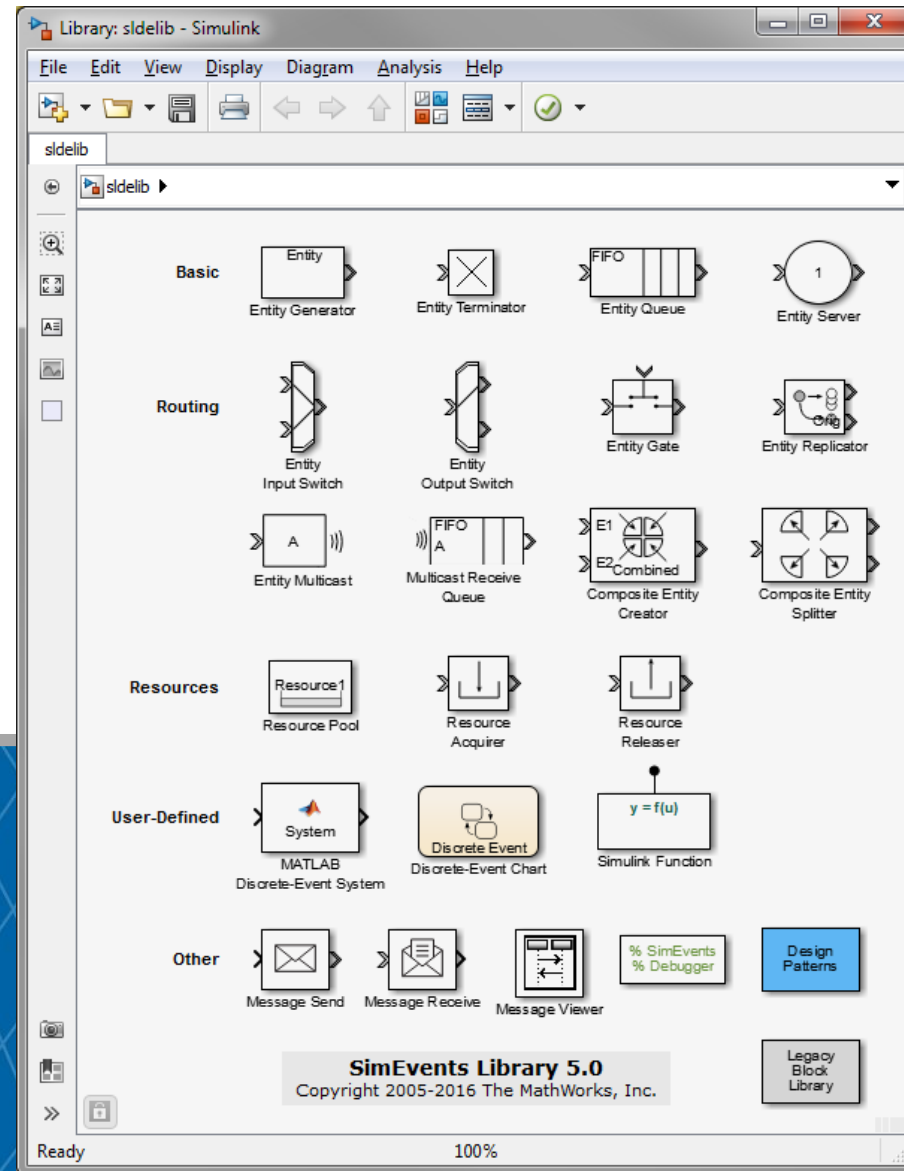 Library: sldelib - Simulink
File Edit View Display Diagram Analysis Help
sldelib
sldelib
Basic
Entity
Entity Generator
Entity Terminator
FIFO
Entity Queue
1
Entity Server
Routing
Entity
Input Switch
Entity
Output Switch
Entity Gate
Orig
Entity Replicator
A
Entity Multicast
FIFO
A
Multicast Receive
Queue
E1
E2
Combined
Composite Entity
Creator
Composite Entity
Splitter
Resources
Resource1
Resource Pool
Resource
Acquirer
Resource
Releaser
User-Defined
System
MATLAB
Discrete-Event System
Discrete Event
Discrete-Event Chart
y = f(u)
Simulink Function
Other
Message Send
Message Receive
Message Viewer
% SimEvents
% Debugger
Design
Patterns
SimEvents Library 5.0
Copyright 2005-2016 The MathWorks, Inc.
Legacy
Block
Library
Ready
100%